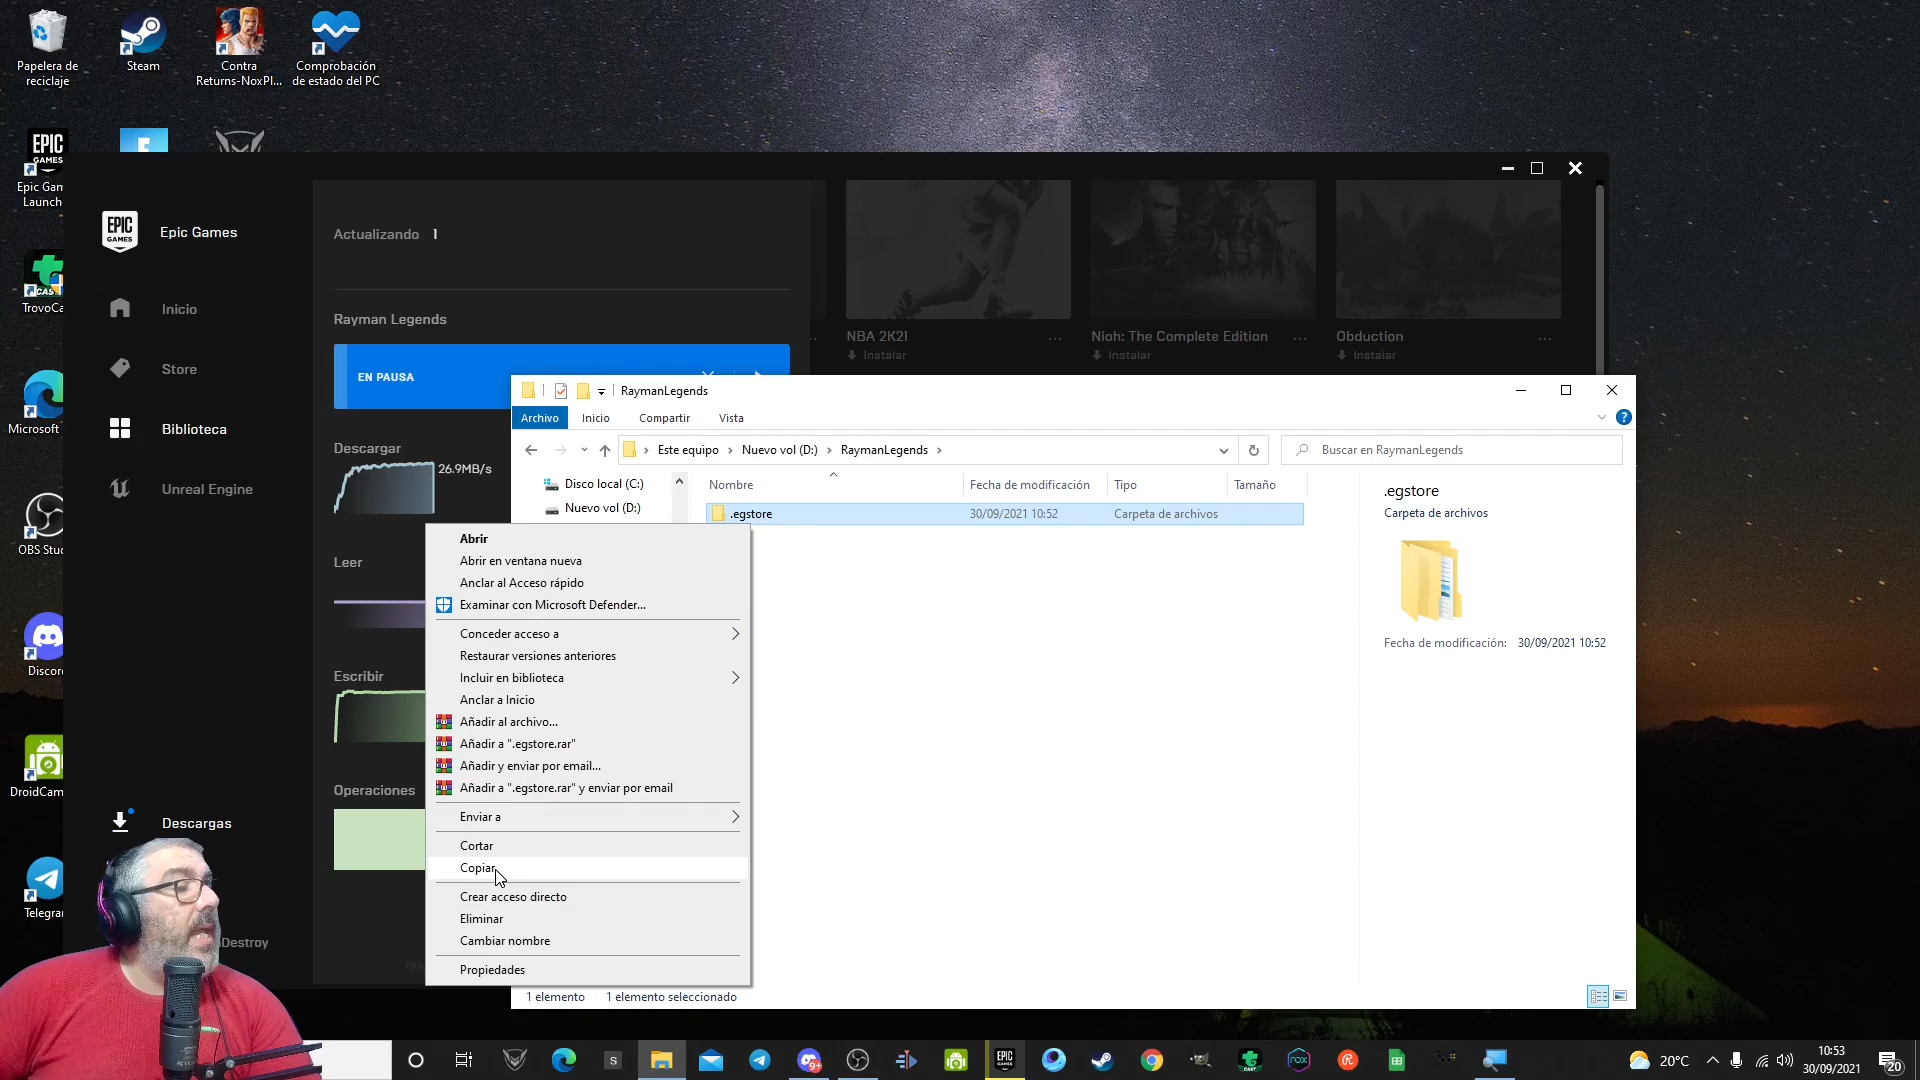 Papelera de
reciclaje
Steam
Contra
Returns-NoxPl...
Comprobación
de estado del PC
EPIC
GAMES
Launch
Microsoft
Discor
DroidCam
Telegra
EPIC
GAMES
Epic Games
Inicio
Store
Biblioteca
Unreal Engine
Descargas
Destroy
Actualizando 1
Rayman Legends
EN PAUSA
Descargar
26.9MB/s
Leer
Escribir
Operaciones
NBA 2K21
Instalar
Nioh: The Complete Edition
Instalar
Obduction
Instalar
RaymanLegends
Archivo
Inicio
Compartir
Vista
Este equipo
Nuevo vol (D:)
RaymanLegends
Buscar en RaymanLegends
Disco local (C:)
Nuevo vol (D:)
Nombre
Fecha de modificación
Tipo
Tamaño
.egstore
30/09/2021 10:52
Carpeta de archivos
.egstore
Carpeta de archivos
Fecha de modificación: 30/09/2021 10:52
Abrir
Abrir en ventana nueva
Anclar al Acceso rápido
Examinar con Microsoft Defender...
Conceder acceso a
Restaurar versiones anteriores
Incluir en biblioteca
Anclar a Inicio
Añadir al archivo...
Añadir a ".egstore.rar"
Añadir y enviar por email...
Añadir a ".egstore.rar" y enviar por email
Enviar a
Cortar
Copiar
Crear acceso directo
Eliminar
Cambiar nombre
Propiedades
1 elemento
1 elemento seleccionado
20°C
10:53
30/09/2021
20